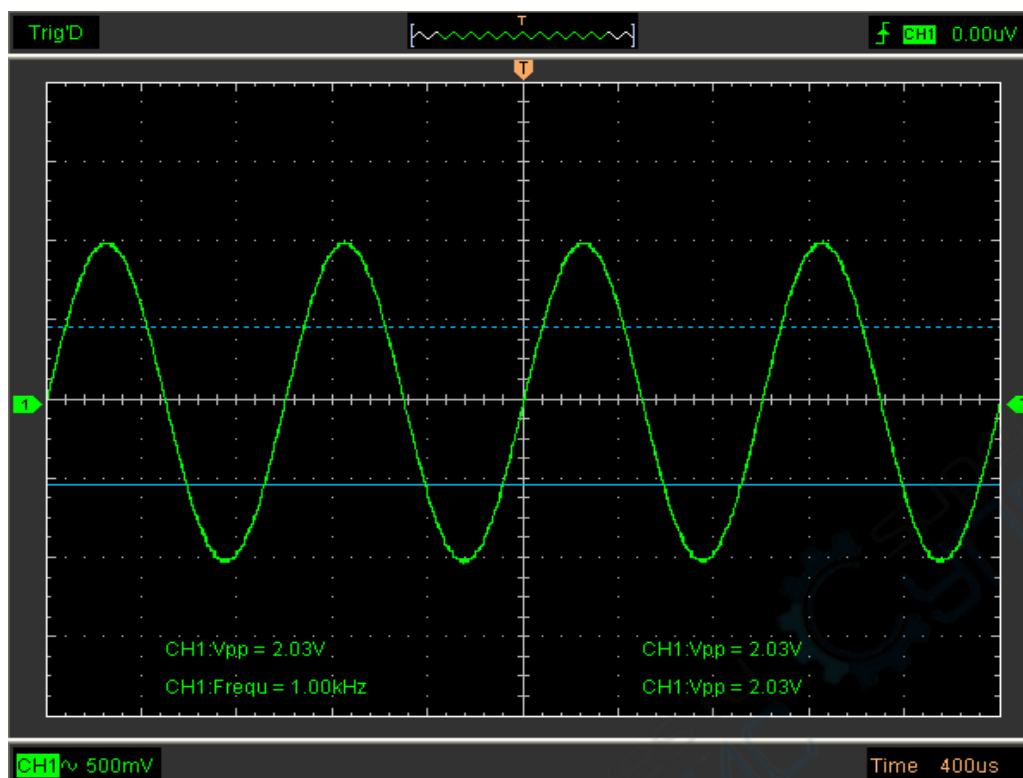 Trig'D
T
CH1 0.00uV
T
1
CH1:Vpp = 2.03V
CH1:Vpp = 2.03V
CH1:Frequ = 1.00kHz
CH1:Vpp = 2.03V
CH1 500mV
Time 400us